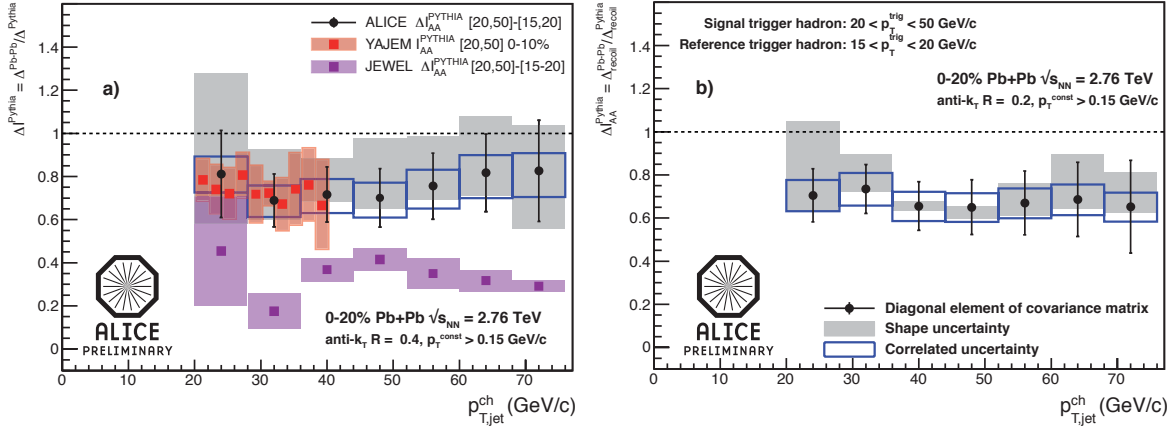 ΔI^Pythia = Δ^Pb-Pb/Δ^Pythia
1.6
1.4
1.2
1
0.8
0.6
0.4
0.2
0
ALICE ΔI_AA^PYTHIA [20,50]-[15,20]
YAJEM I_AA^PYTHIA [20,50] 0-10%
JEWEL ΔI_AA^PYTHIA [20,50]-[15-20]
a)
ALICE
PRELIMINARY
0-20% Pb+Pb √s_NN = 2.76 TeV
anti-k_T R = 0.4, p_T^const > 0.15 GeV/c
0 10 20 30 40 50 60 70
p_T,jet^ch (GeV/c)
ΔI_AA^Pythia = Δ_recoil^Pb-Pb/Δ_recoil^Pythia
1.6
1.4
1.2
1
0.8
0.6
0.4
0.2
0
Signal trigger hadron: 20 < p_T^trig < 50 GeV/c
Reference trigger hadron: 15 < p_T^trig < 20 GeV/c
b)
0-20% Pb+Pb √s_NN = 2.76 TeV
anti-k_T R = 0.2, p_T^const > 0.15 GeV/c
ALICE
PRELIMINARY
Diagonal element of covariance matrix
Shape uncertainty
Correlated uncertainty
0 10 20 30 40 50 60 70
p_T,jet^ch (GeV/c)